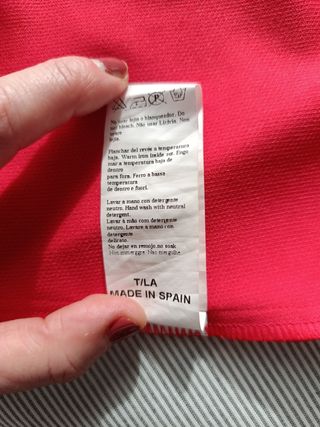 No usar lejía o blanqueador. Do
not bleach. Não usar Lixívia. Non
lejia.
Planchar del revés a temperatura
baja. Warm iron inside out. Engo
mar a temperatura baja de
dentro
para fora. Ferro a bassa
temperatura
de dentro e fuori.
Lavar a mano con detergente
neutro. Hand wash with neutral
detergent.
Lavar à mão com detergente
neutro. Lavare a mano con
detergente
delicato.
No dejar en remojo.no soak.
T/LA
MADE IN SPAIN